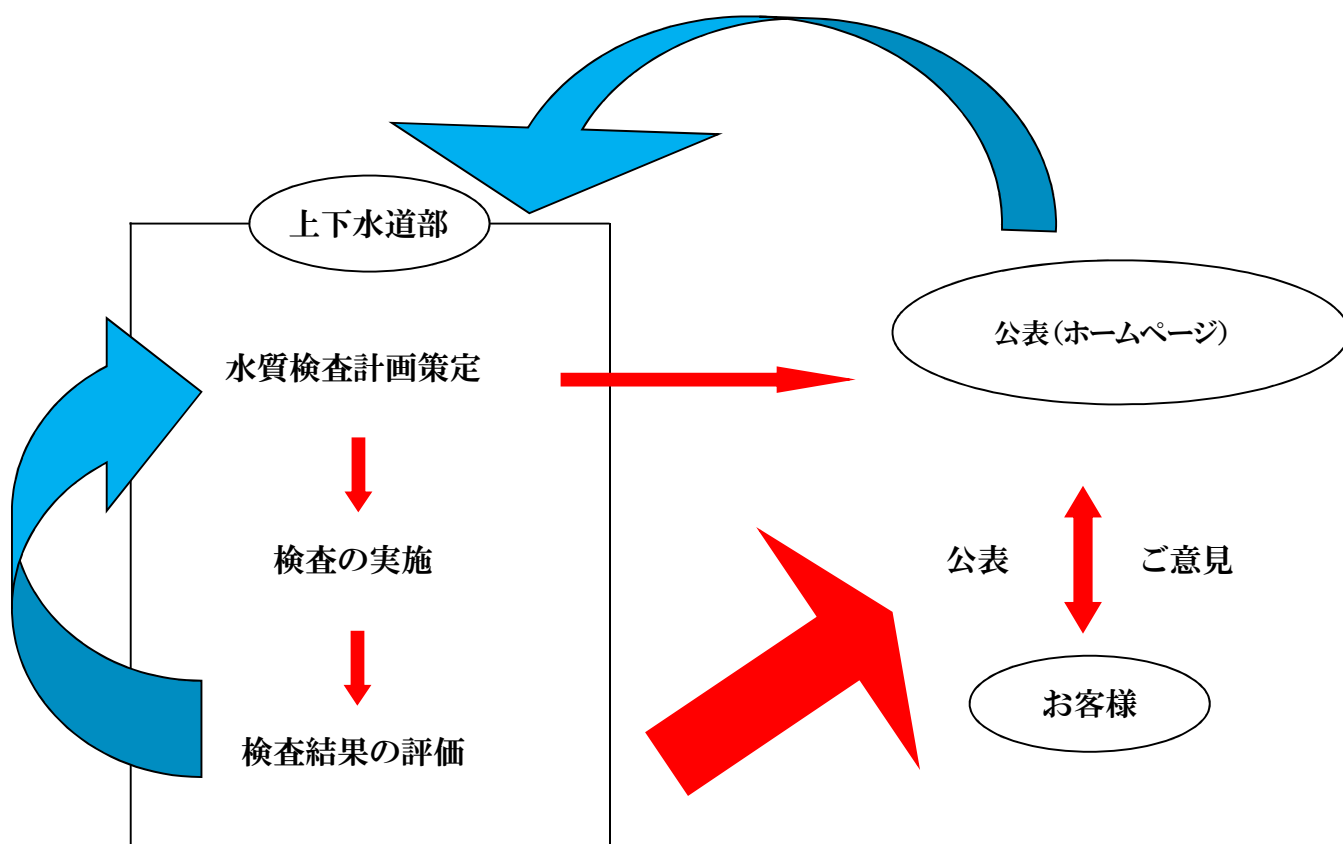 上下水道部
公表(ホームページ)
水質検査計画策定
検査の実施
公表
ご意見
お客様
検査結果の評価